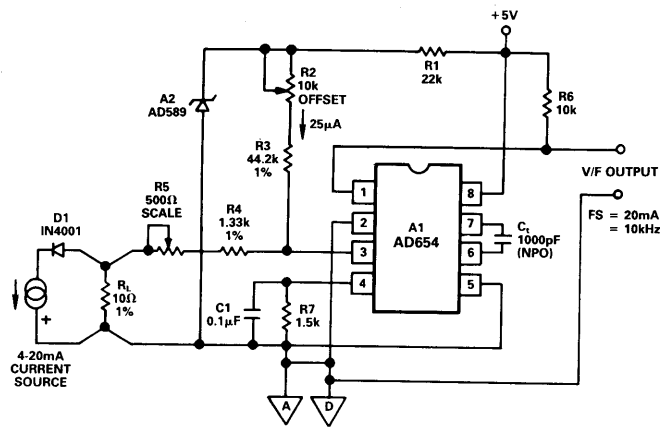 +5V
R2
10k
OFFSET
R1
22k
A2
AD589
25µA
R6
10k
R3
44.2k
1%
V/F OUTPUT
R5
500Ω
SCALE
R4
1.33k
1%
1
8
A1
AD654
FS = 20mA
= 10kHz
D1
IN4001
2
7
Ct
1000pF
(NPO)
3
6
RL
10Ω
1%
4
5
C1
0.1µF
R7
1.5k
+
4-20mA
CURRENT
SOURCE
A
D